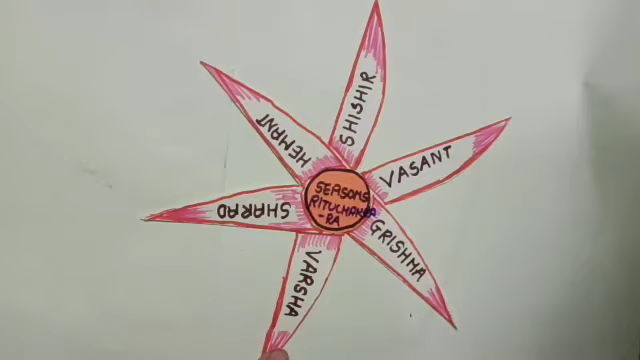 SEASONS
RITUCHAKRA
-RA
SHISHIR
VASANT
GRISHMA
VARSHA
SHARAD
HEMANT